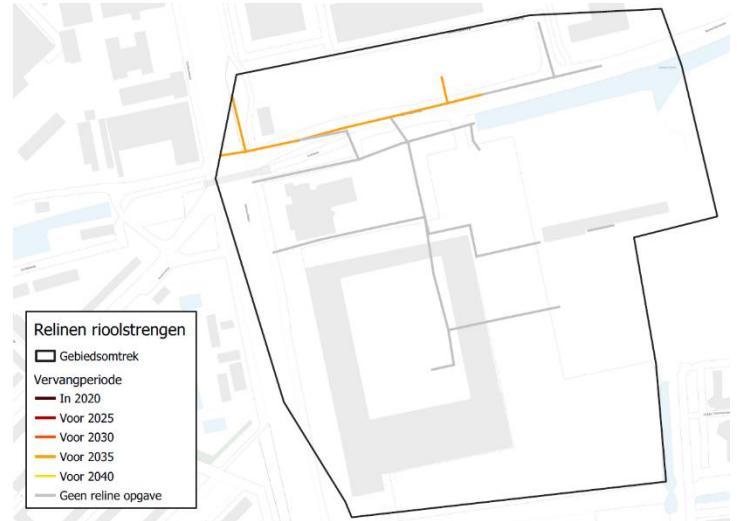 Relinen rioolstrengen
Gebiedsomtrek
Vervangperiode
In 2020
Voor 2025
Voor 2030
Voor 2035
Voor 2040
Geen reline opgave